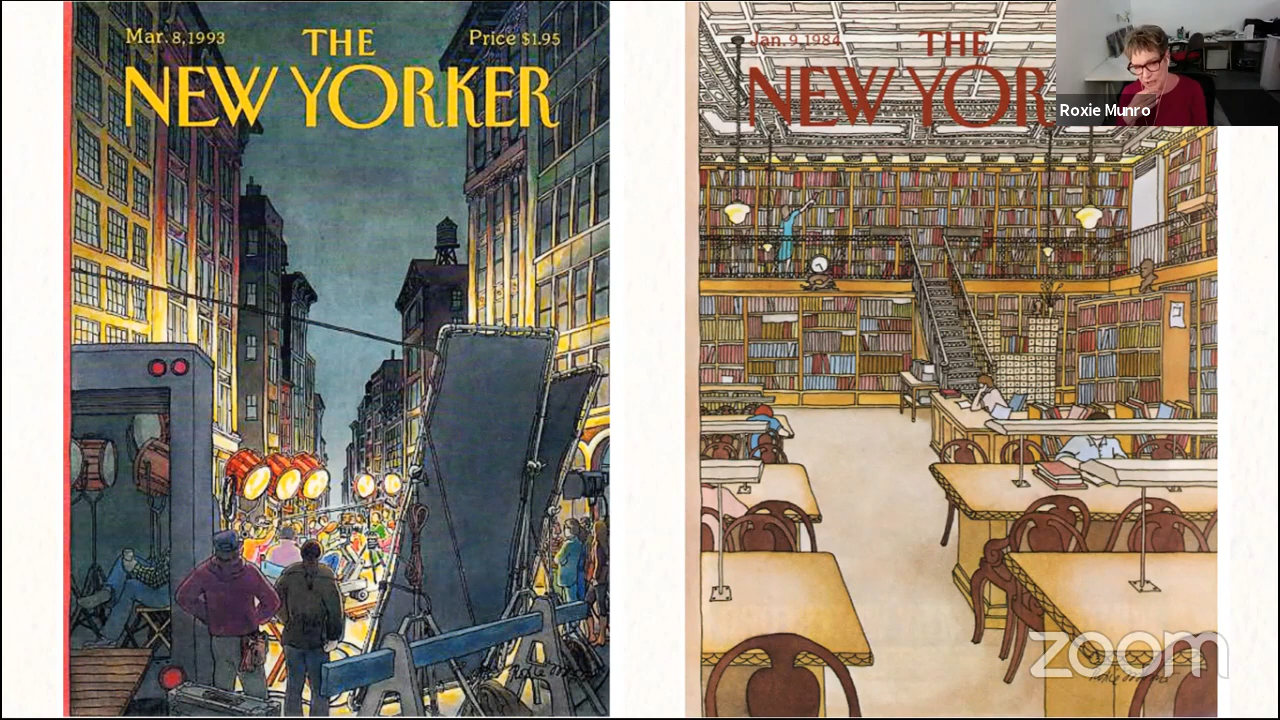 Mar. 8, 1993
THE
Price $1.95
NEW YORKER
Jan. 9, 1984
THE
NEW YOR
Roxie Munro
zoom